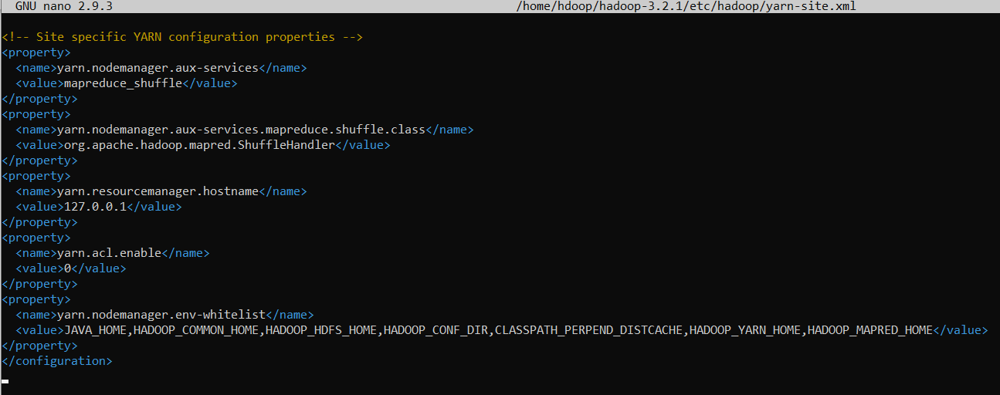 GNU nano 2.9.3 /home/hdoop/hadoop-3.2.1/etc/hadoop/yarn-site.xml
<!-- Site specific YARN configuration properties -->
<property>
  <name>yarn.nodemanager.aux-services</name>
  <value>mapreduce_shuffle</value>
</property>
<property>
  <name>yarn.nodemanager.aux-services.mapreduce.shuffle.class</name>
  <value>org.apache.hadoop.mapred.ShuffleHandler</value>
</property>
<property>
  <name>yarn.resourcemanager.hostname</name>
  <value>127.0.0.1</value>
</property>
<property>
  <name>yarn.acl.enable</name>
  <value>0</value>
</property>
<property>
  <name>yarn.nodemanager.env-whitelist</name>
  <value>JAVA_HOME,HADOOP_COMMON_HOME,HADOOP_HDFS_HOME,HADOOP_CONF_DIR,CLASSPATH_PERPEND_DISTCACHE,HADOOP_YARN_HOME,HADOOP_MAPRED_HOME</value>
</property>
</configuration>